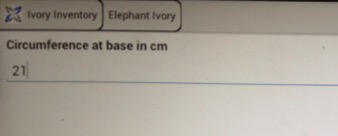 Ivory Inventory Elephant Ivory
Circumference at base in cm
21